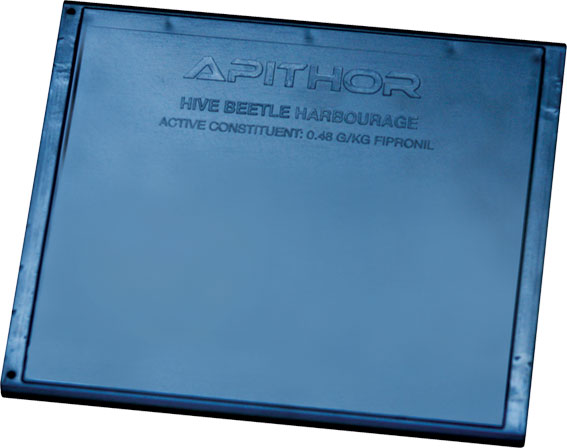 APITHOR
HIVE BEETLE HARBOURAGE
ACTIVE CONSTITUENT: 0.48 G/KG FIPRONIL